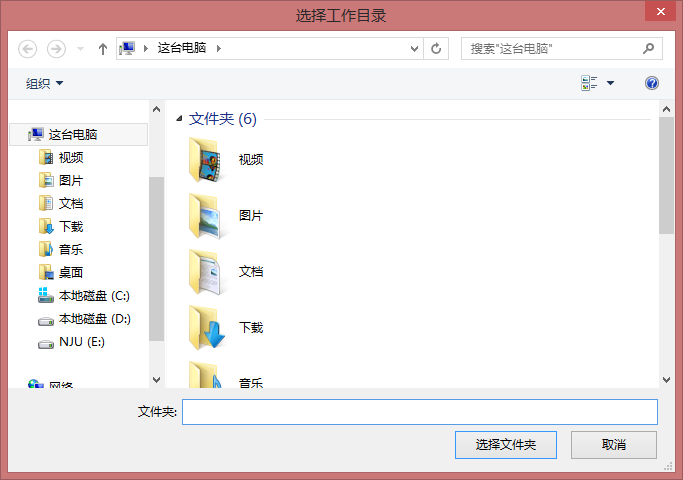 选择工作目录
这台电脑
搜索"这台电脑"
组织
这台电脑
视频
图片
文档
下载
音乐
桌面
本地磁盘 (C:)
本地磁盘 (D:)
NJU (E:)
网络
文件夹 (6)
视频
图片
文档
下载
音乐
文件夹:
选择文件夹
取消